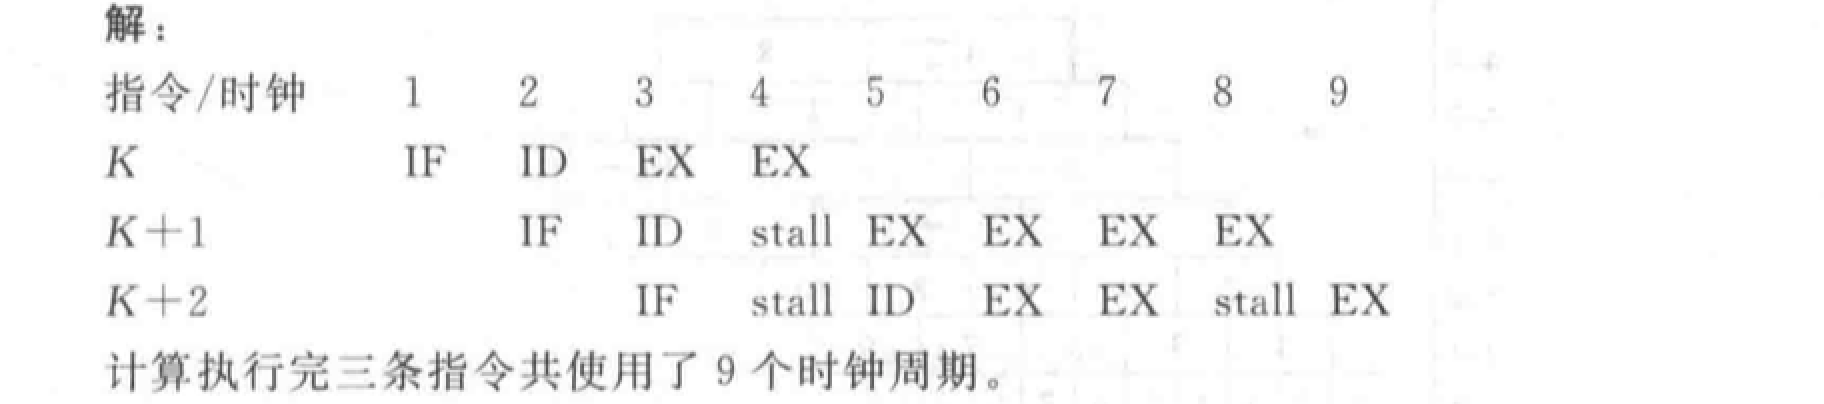 解：
指令/时钟 1 2 3 4 5 6 7 8 9
K IF ID EX EX
K+1 IF ID stall EX EX EX EX
K+2 IF stall ID EX EX stall EX
计算执行完三条指令共使用了 9 个时钟周期。